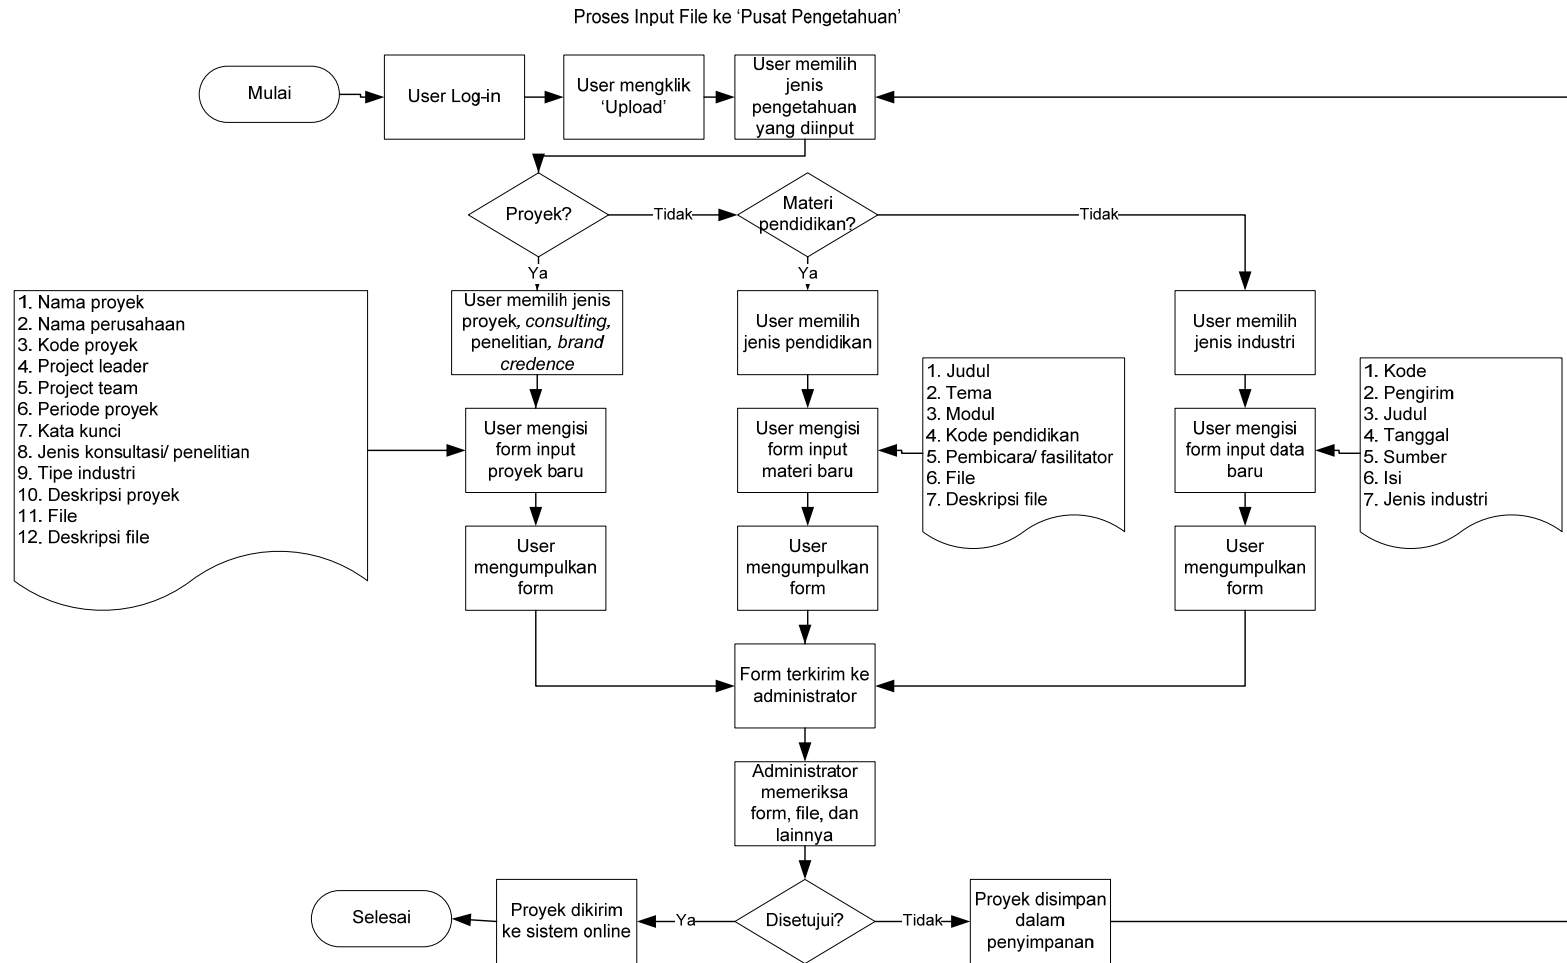 Proses Input File ke ‘Pusat Pengetahuan’
Mulai
User Log-in
User mengklik
‘Upload’
User memilih
jenis
pengetahuan
yang diinput
Proyek?
Tidak
Materi
pendidikan?
Tidak
Ya
Ya
1. Nama proyek
2. Nama perusahaan
3. Kode proyek
4. Project leader
5. Project team
6. Periode proyek
7. Kata kunci
8. Jenis konsultasi/ penelitian
9. Tipe industri
10. Deskripsi proyek
11. File
12. Deskripsi file
User memilih jenis
proyek, consulting,
penelitian, brand
credence
User memilih
jenis pendidikan
User memilih
jenis industri
1. Judul
2. Tema
3. Modul
4. Kode pendidikan
5. Pembicara/ fasilitator
6. File
7. Deskripsi file
1. Kode
2. Pengirim
3. Judul
4. Tanggal
5. Sumber
6. Isi
7. Jenis industri
User mengisi
form input
proyek baru
User mengisi
form input
materi baru
User mengisi
form input data
baru
User
mengumpulkan
form
User
mengumpulkan
form
User
mengumpulkan
form
Form terkirim ke
administrator
Administrator
memeriksa
form, file, dan
lainnya
Selesai
Proyek dikirim
ke sistem online
Ya
Disetujui?
Tidak
Proyek disimpan
dalam
penyimpanan